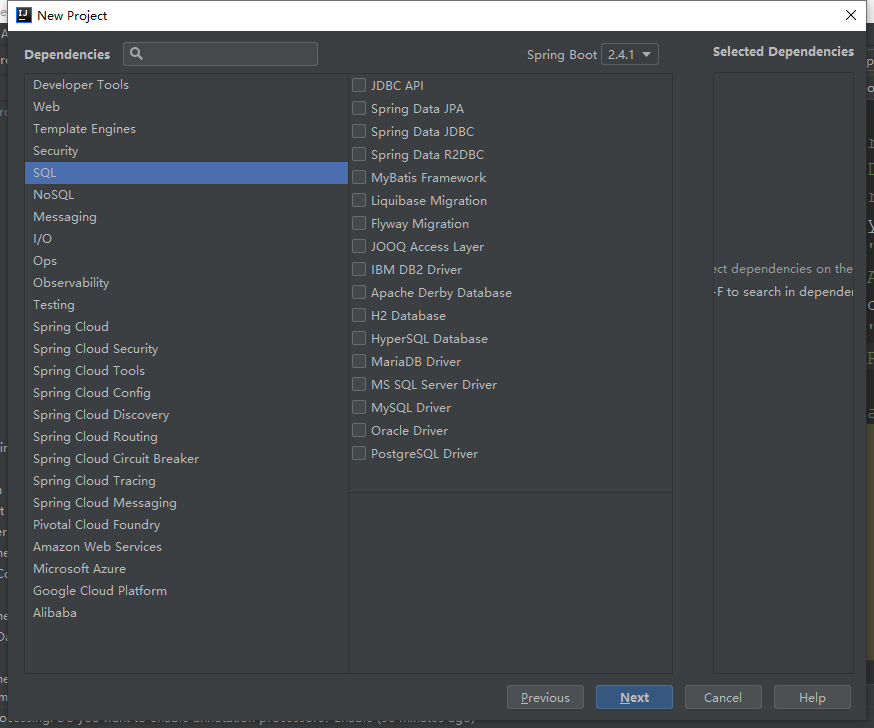 New Project
Dependencies
Spring Boot 2.4.1
Selected Dependencies
Developer Tools
Web
Template Engines
Security
SQL
NoSQL
Messaging
I/O
Ops
Observability
Testing
Spring Cloud
Spring Cloud Security
Spring Cloud Tools
Spring Cloud Config
Spring Cloud Discovery
Spring Cloud Routing
Spring Cloud Circuit Breaker
Spring Cloud Tracing
Spring Cloud Messaging
Pivotal Cloud Foundry
Amazon Web Services
Microsoft Azure
Google Cloud Platform
Alibaba
JDBC API
Spring Data JPA
Spring Data JDBC
Spring Data R2DBC
MyBatis Framework
Liquibase Migration
Flyway Migration
JOOQ Access Layer
IBM DB2 Driver
Apache Derby Database
H2 Database
HyperSQL Database
MariaDB Driver
MS SQL Server Driver
MySQL Driver
Oracle Driver
PostgreSQL Driver
ect dependencies on the
-F to search in depender
Previous
Next
Cancel
Help